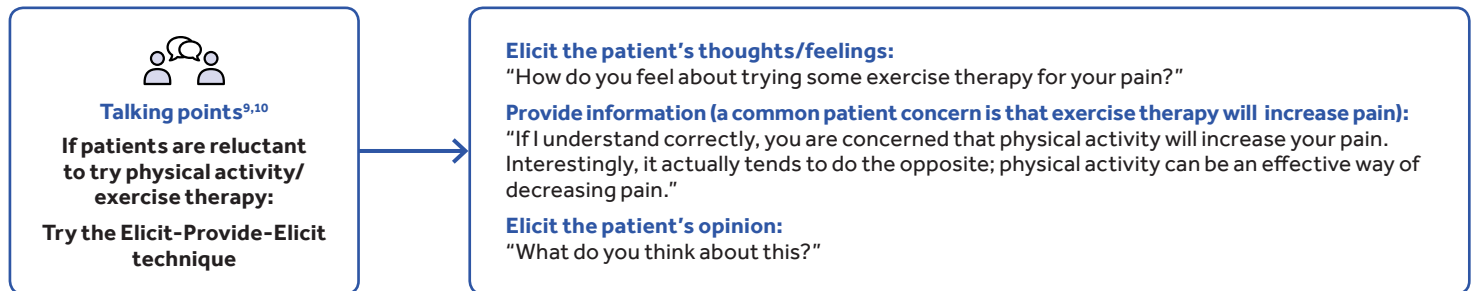 Talking points9,10
If patients are reluctant
to try physical activity/
exercise therapy:
Try the Elicit-Provide-Elicit
technique
Elicit the patient's thoughts/feelings:
“How do you feel about trying some exercise therapy for your pain?”
Provide information (a common patient concern is that exercise therapy will increase pain):
“If I understand correctly, you are concerned that physical activity will increase your pain.
Interestingly, it actually tends to do the opposite; physical activity can be an effective way of
decreasing pain.”
Elicit the patient's opinion:
“What do you think about this?”